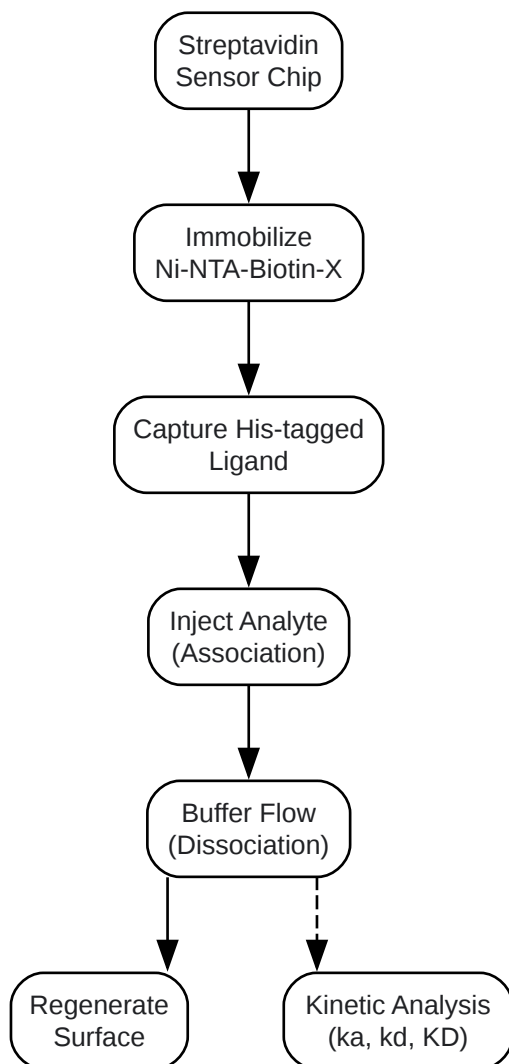 Streptavidin
Sensor Chip
Immobilize
Ni-NTA-Biotin-X
Capture His-tagged
Ligand
Inject Analyte
(Association)
Buffer Flow
(Dissociation)
Regenerate
Surface
Kinetic Analysis
(ka, kd, KD)